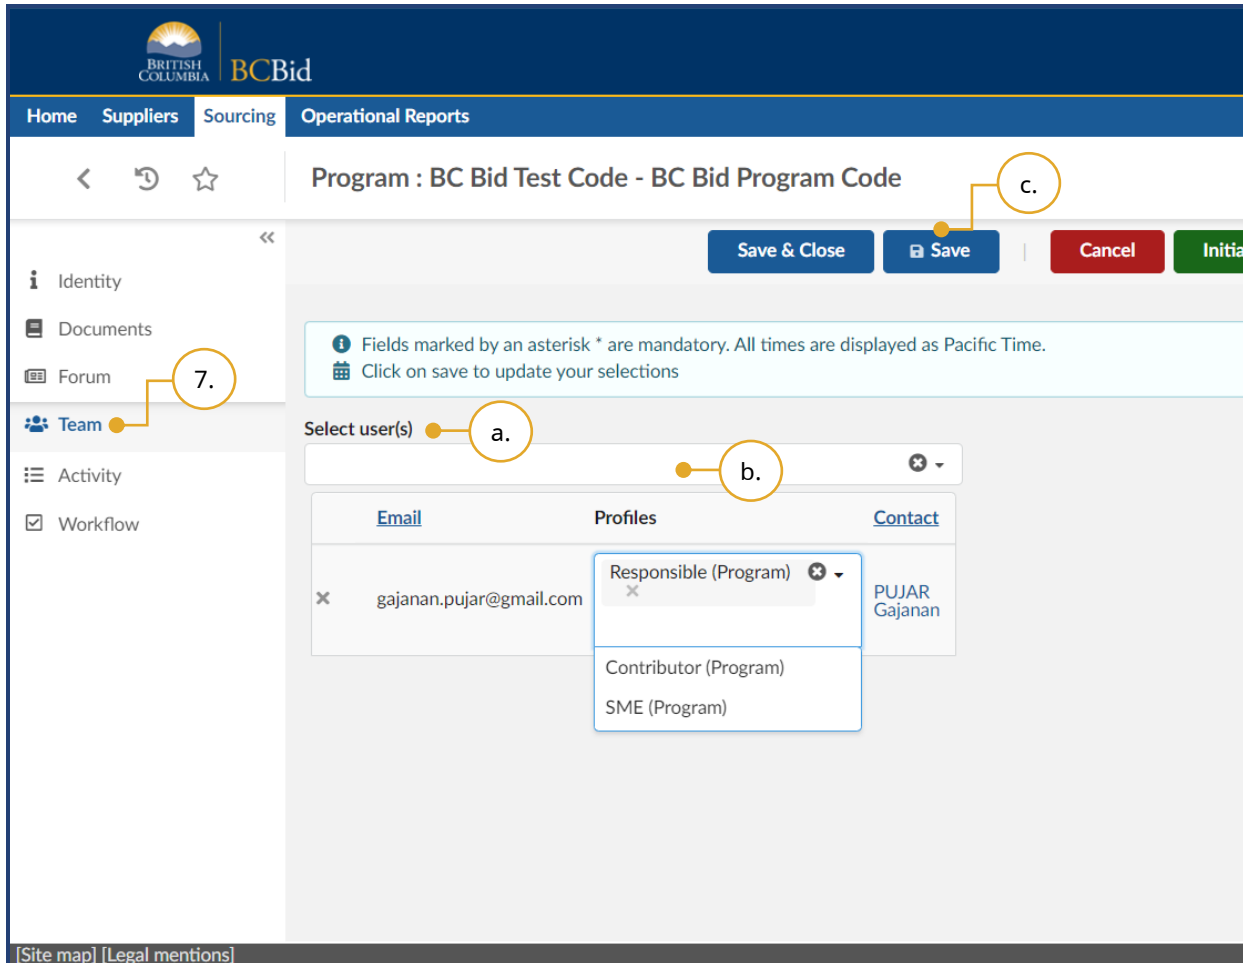 BRITISH
COLUMBIA
BCBid
Home Suppliers Sourcing Operational Reports
Program : BC Bid Test Code - BC Bid Program Code
c.
Save & Close Save | Cancel Initia
Identity
Documents
Forum
7.
Team
Activity
Workflow
Fields marked by an asterisk * are mandatory. All times are displayed as Pacific Time.
Click on save to update your selections
Select user(s)
a.
b.
Email Profiles Contact
gajanan.pujar@gmail.com
Responsible (Program)
PUJAR
Gajanan
Contributor (Program)
SME (Program)
[Site map] [Legal mentions]